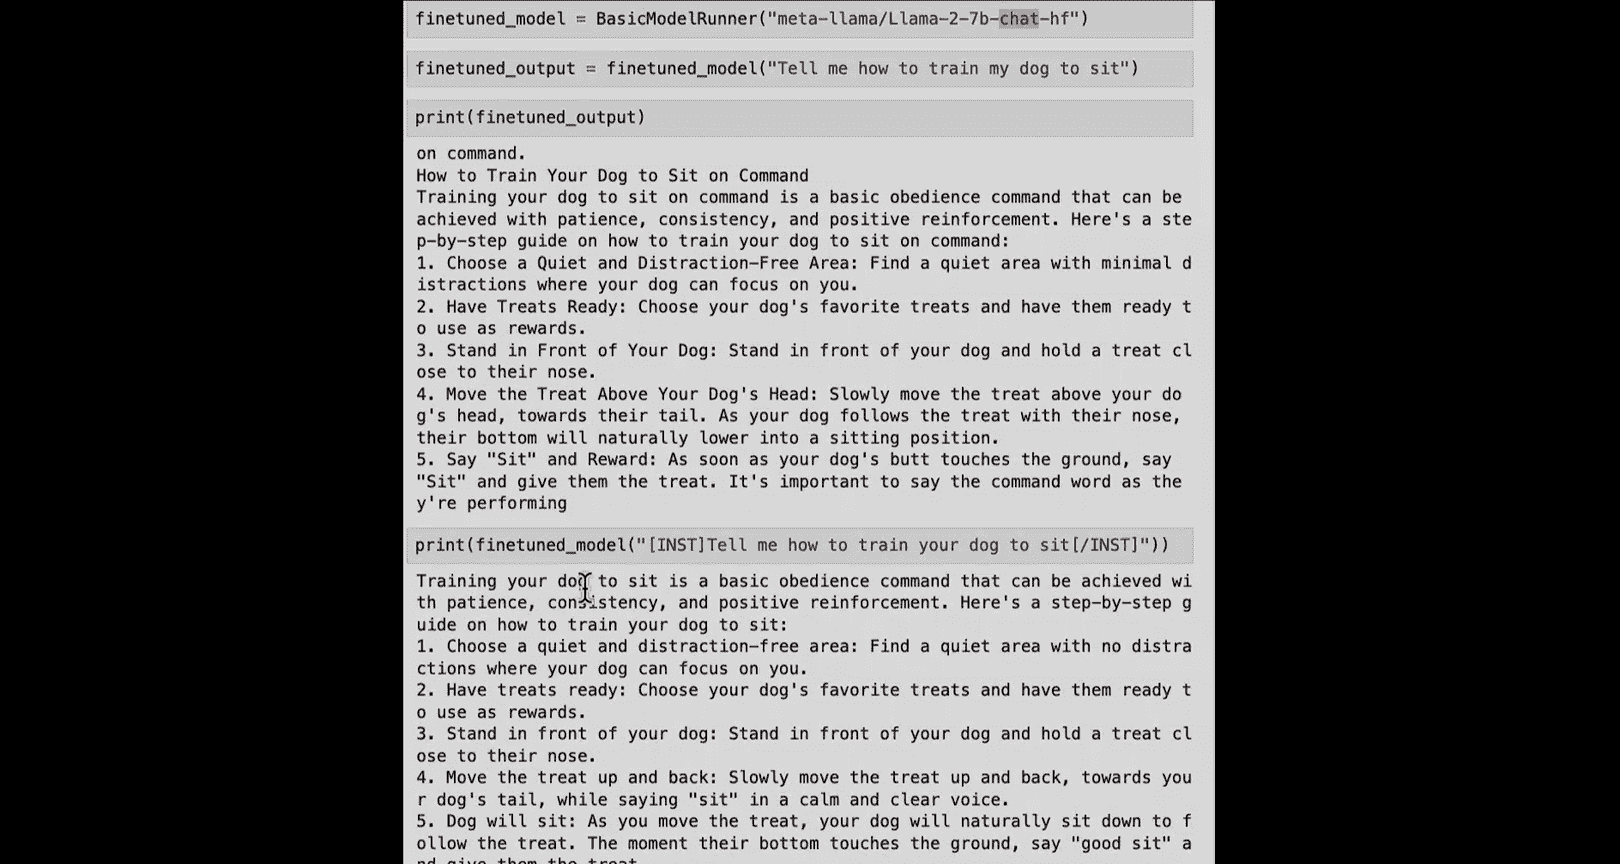 finetuned_model = BasicModelRunner("meta-llama/Llama-2-7b-chat-hf")
finetuned_output = finetuned_model("Tell me how to train my dog to sit")
print(finetuned_output)
on command.
How to Train Your Dog to Sit on Command
Training your dog to sit on command is a basic obedience command that can be
achieved with patience, consistency, and positive reinforcement. Here's a ste
p-by-step guide on how to train your dog to sit on command:
1. Choose a Quiet and Distraction-Free Area: Find a quiet area with minimal d
istractions where your dog can focus on you.
2. Have Treats Ready: Choose your dog's favorite treats and have them ready t
o use as rewards.
3. Stand in Front of Your Dog: Stand in front of your dog and hold a treat cl
ose to their nose.
4. Move the Treat Above Your Dog's Head: Slowly move the treat above your do
g's head, towards their tail. As your dog follows the treat with their nose,
their bottom will naturally lower into a sitting position.
5. Say "Sit" and Reward: As soon as your dog's butt touches the ground, say
"Sit" and give them the treat. It's important to say the command word as the
y're performing
print(finetuned_model("[INST]Tell me how to train your dog to sit[/INST]"))
Training your dog to sit is a basic obedience command that can be achieved wi
th patience, consistency, and positive reinforcement. Here's a step-by-step g
uide on how to train your dog to sit:
1. Choose a quiet and distraction-free area: Find a quiet area with no distra
ctions where your dog can focus on you.
2. Have treats ready: Choose your dog's favorite treats and have them ready t
o use as rewards.
3. Stand in front of your dog: Stand in front of your dog and hold a treat cl
ose to their nose.
4. Move the treat up and back: Slowly move the treat up and back, towards you
r dog's tail, while saying "sit" in a calm and clear voice.
5. Dog will sit: As you move the treat, your dog will naturally sit down to f
ollow the treat. The moment their bottom touches the ground, say "good sit" a
nd give them the treat.